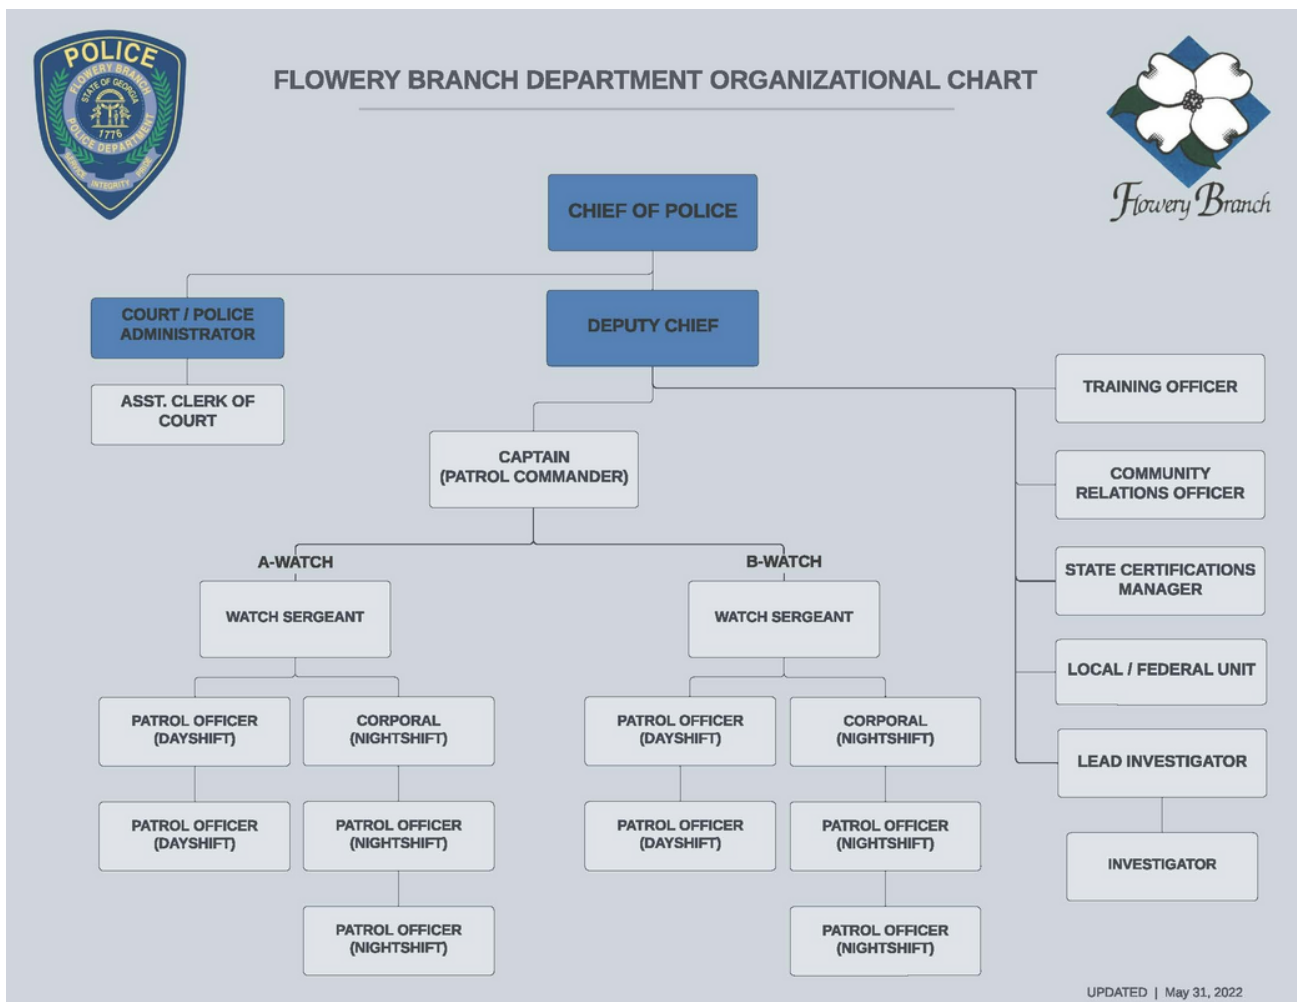 POLICE
FLOWERY BRANCH
STATE OF GEORGIA
1776
POLICE DEPARTMENT
SERVICE INTEGRITY PRIDE
FLOWERY BRANCH DEPARTMENT ORGANIZATIONAL CHART
Flowery Branch
CHIEF OF POLICE
COURT / POLICE
ADMINISTRATOR
DEPUTY CHIEF
ASST. CLERK OF
COURT
TRAINING OFFICER
CAPTAIN
(PATROL COMMANDER)
COMMUNITY
RELATIONS OFFICER
A-WATCH
B-WATCH
STATE CERTIFICATIONS
MANAGER
WATCH SERGEANT
WATCH SERGEANT
LOCAL / FEDERAL UNIT
PATROL OFFICER
(DAYSHIFT)
CORPORAL
(NIGHTSHIFT)
PATROL OFFICER
(DAYSHIFT)
CORPORAL
(NIGHTSHIFT)
LEAD INVESTIGATOR
PATROL OFFICER
(DAYSHIFT)
PATROL OFFICER
(NIGHTSHIFT)
PATROL OFFICER
(DAYSHIFT)
PATROL OFFICER
(NIGHTSHIFT)
INVESTIGATOR
PATROL OFFICER
(NIGHTSHIFT)
PATROL OFFICER
(NIGHTSHIFT)
UPDATED | May 31, 2022